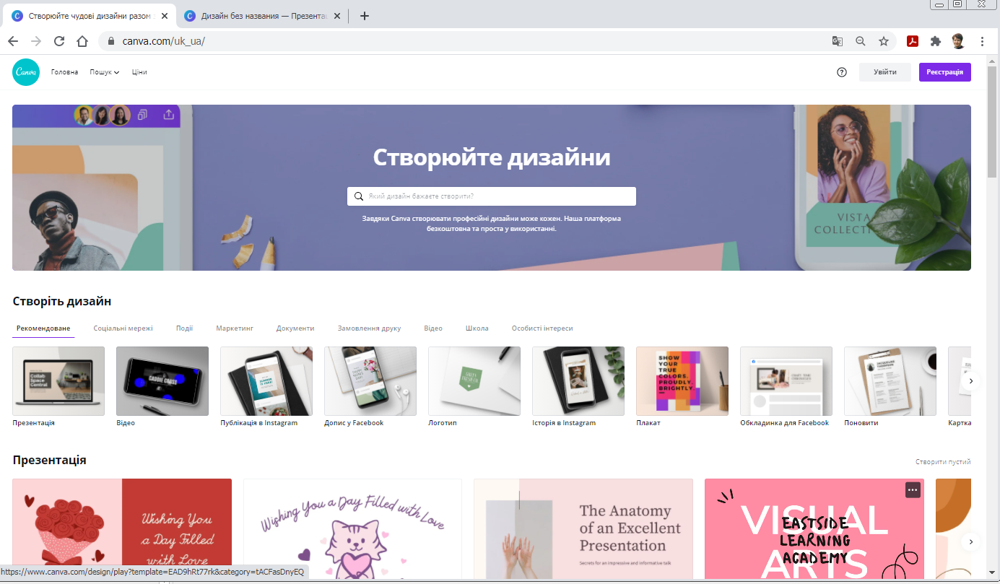 Створюйте чудові дизайни разом
Дизайн без названия — Презента
canva.com/uk_ua/
Canva
Головна
Пошук
Ціни
Увійти
Реєстрація
Створюйте дизайни
Який дизайн бажаєте створити?
Завдяки Canva створювати професійні дизайни може кожен. Наша платформа
безкоштовна та проста у використанні.
VISTA
COLLECTI
Створіть дизайн
Рекомендоване
Соціальні мережі
Події
Маркетинг
Документи
Замовлення друку
Відео
Школа
Особисті інтереси
Collab
Space
Central
CADDIE CROSS
SHOW
YOUR
TRUE
COLORS.
PROUDLY.
BRIGHTLY.
Презентація
Відео
Публікація в Instagram
Допис у Facebook
Логотип
Історія в Instagram
Плакат
Обкладинка для Facebook
Поновити
Картка
Презентація
Створити пустий
Wishing You
a Day Filled
with Love
Wishing You a Day Filled with Love
The Anatomy
of an Excellent
Presentation
Secrets for an impressive and informative talk
VISUAL
ARTS
EASTSIDE
LEARNING
ACADEMY
https://www.canva.com/design/play?template=EAD9hRt77rk&category=tACFasDnyEQ